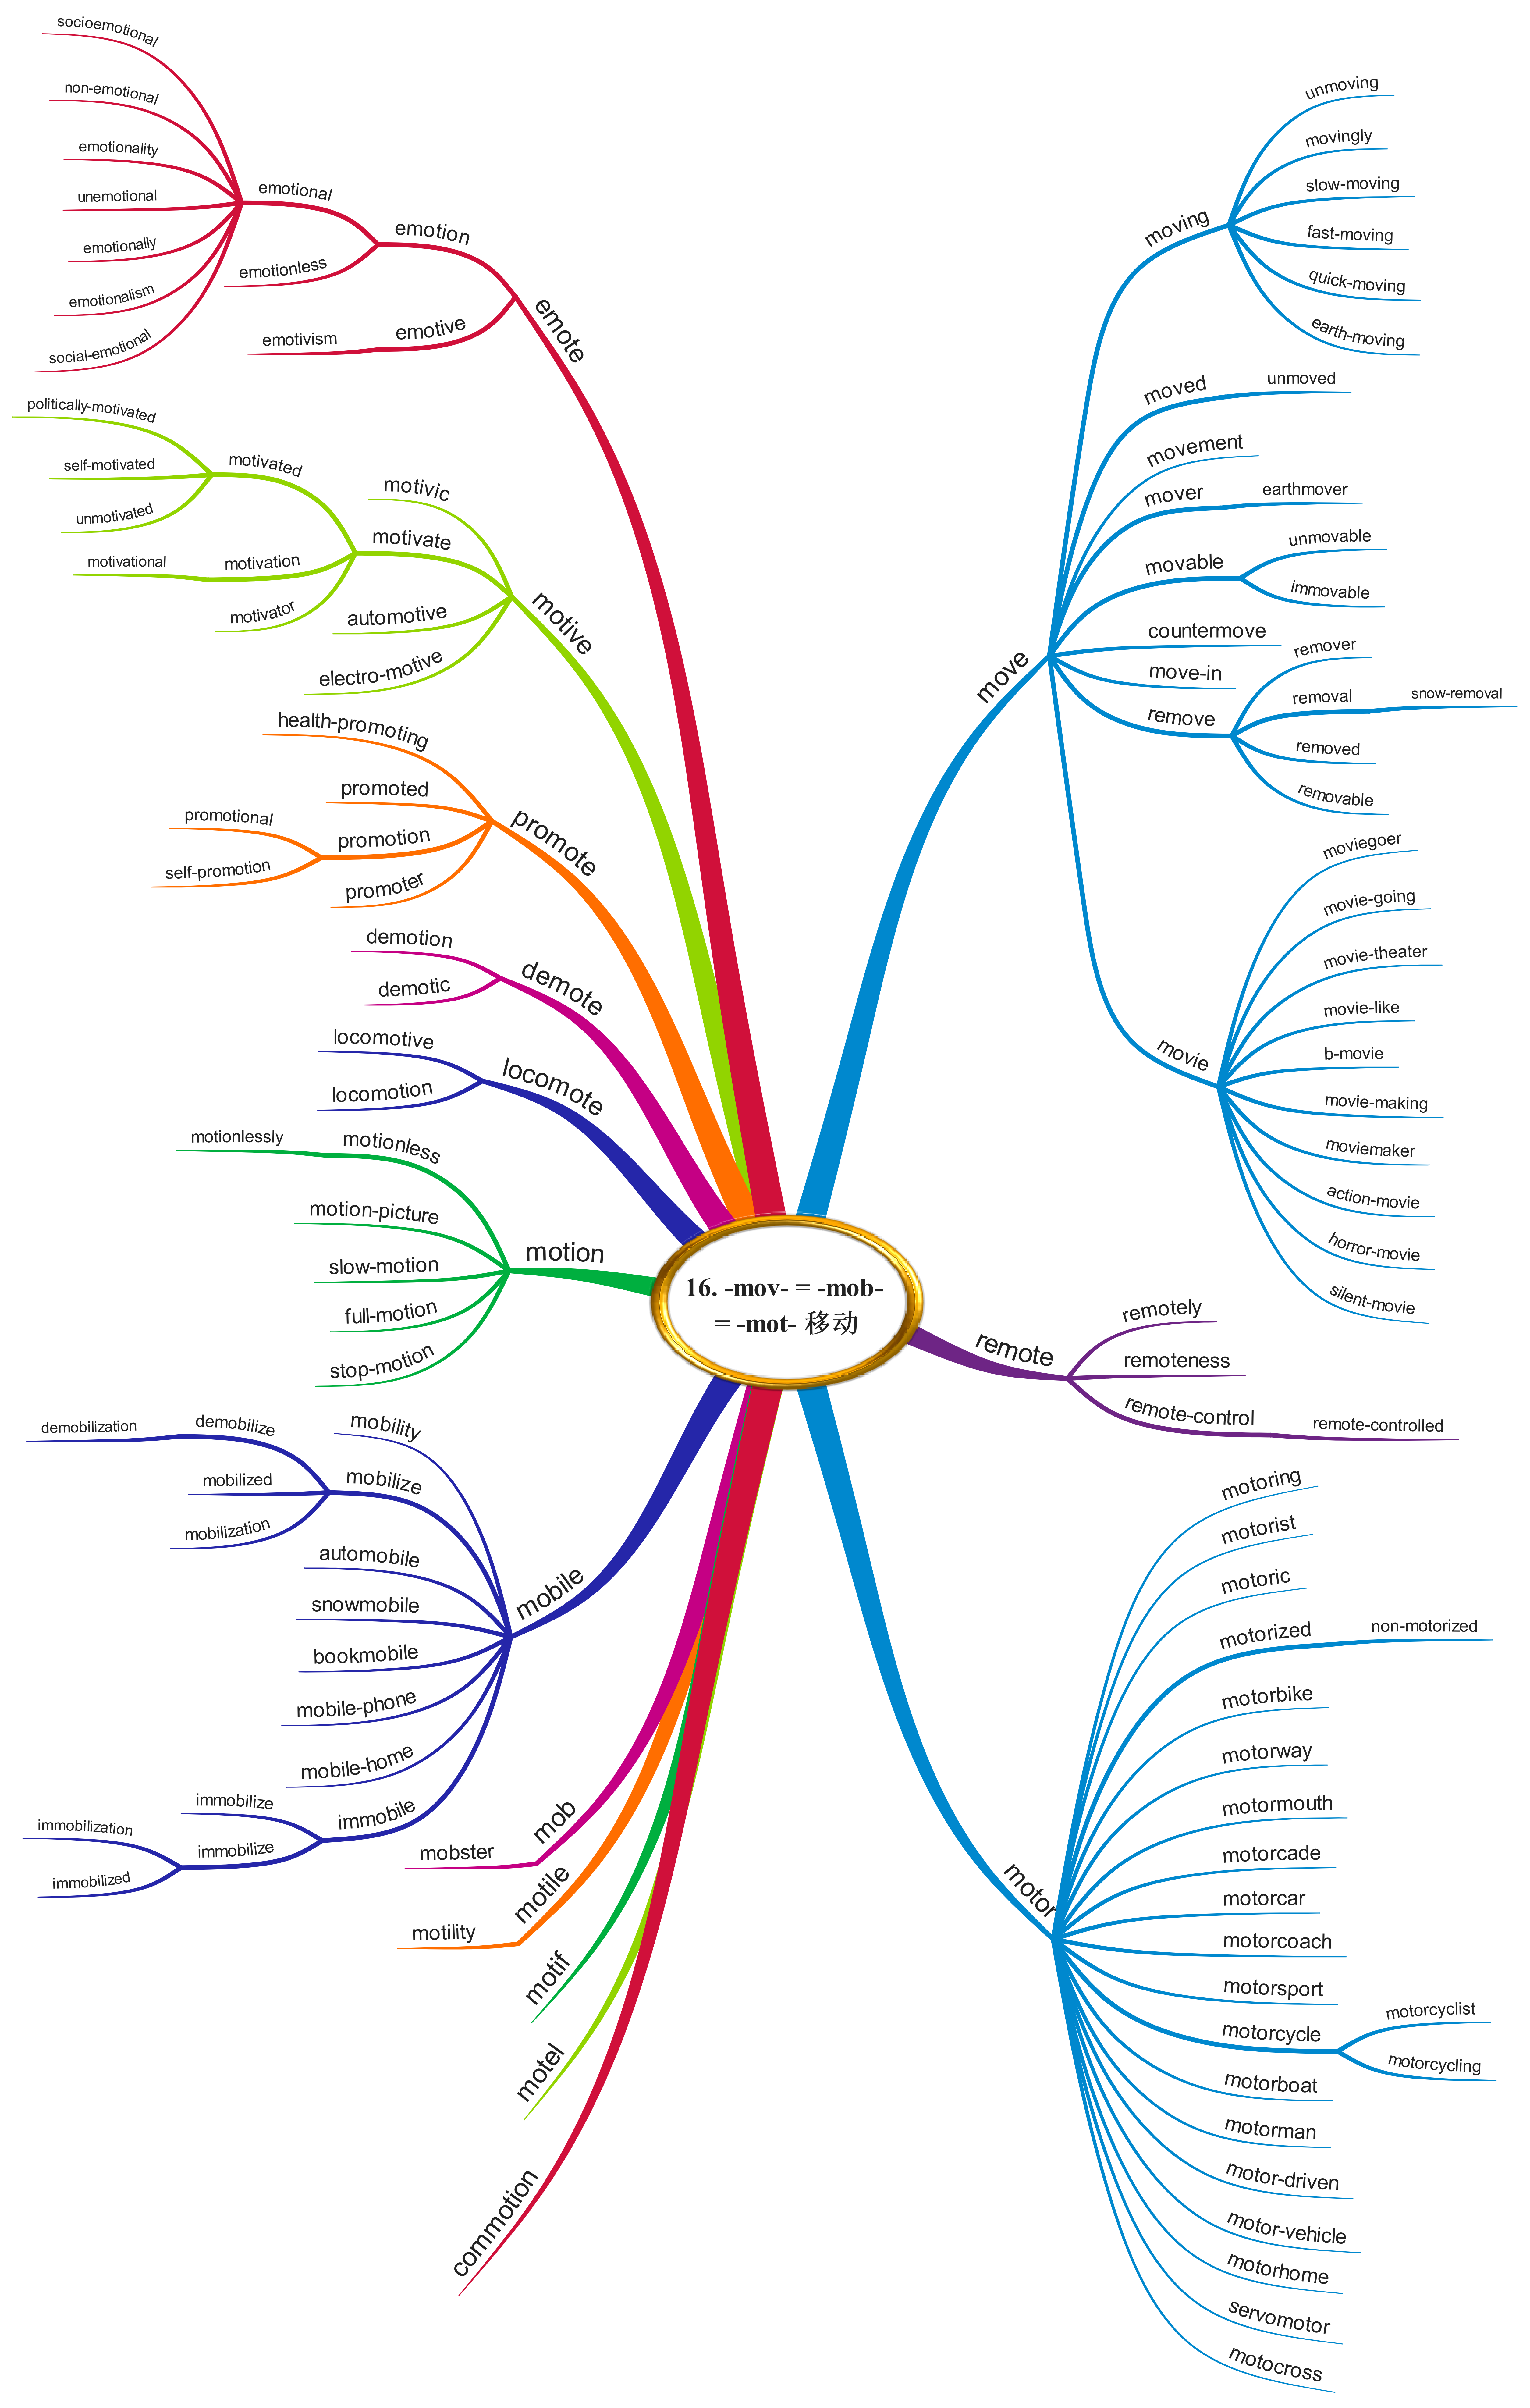 16. -mov- = -mob-
= -mot- 移动
move
moving
unmoving
movingly
slow-moving
fast-moving
quick-moving
earth-moving
moved
unmoved
movement
mover
earthmover
movable
unmovable
immovable
countermove
move-in
remove
remover
removal
snow-removal
removed
removable
movie
moviegoer
movie-going
movie-theater
movie-like
b-movie
movie-making
moviemaker
action-movie
horror-movie
silent-movie
remote
remotely
remoteness
remote-control
remote-controlled
motor
motoring
motorist
motoric
motorized
non-motorized
motorbike
motorway
motormouth
motorcade
motorcar
motorcoach
motorsport
motorcycle
motorcyclist
motorcycling
motorboat
motorman
motor-driven
motor-vehicle
motorhome
servomotor
motocross
emote
emotion
emotional
socioemotional
non-emotional
emotionality
unemotional
emotionally
emotionalism
social-emotional
emotionless
emotive
emotivism
motive
motivic
motivate
motivated
politically-motivated
self-motivated
unmotivated
motivation
motivational
motivator
automotive
electro-motive
promote
health-promoting
promoted
promotion
promotional
self-promotion
promoter
demote
demotion
demotic
locomote
locomotive
locomotion
motion
motionless
motionlessly
motion-picture
slow-motion
full-motion
stop-motion
mobile
mobility
mobilize
demobilize
demobilization
mobilized
mobilization
automobile
snowmobile
bookmobile
mobile-phone
mobile-home
immobile
immobilize
immobilize
immobilization
immobilized
mob
mobster
motile
motility
motif
motel
commotion